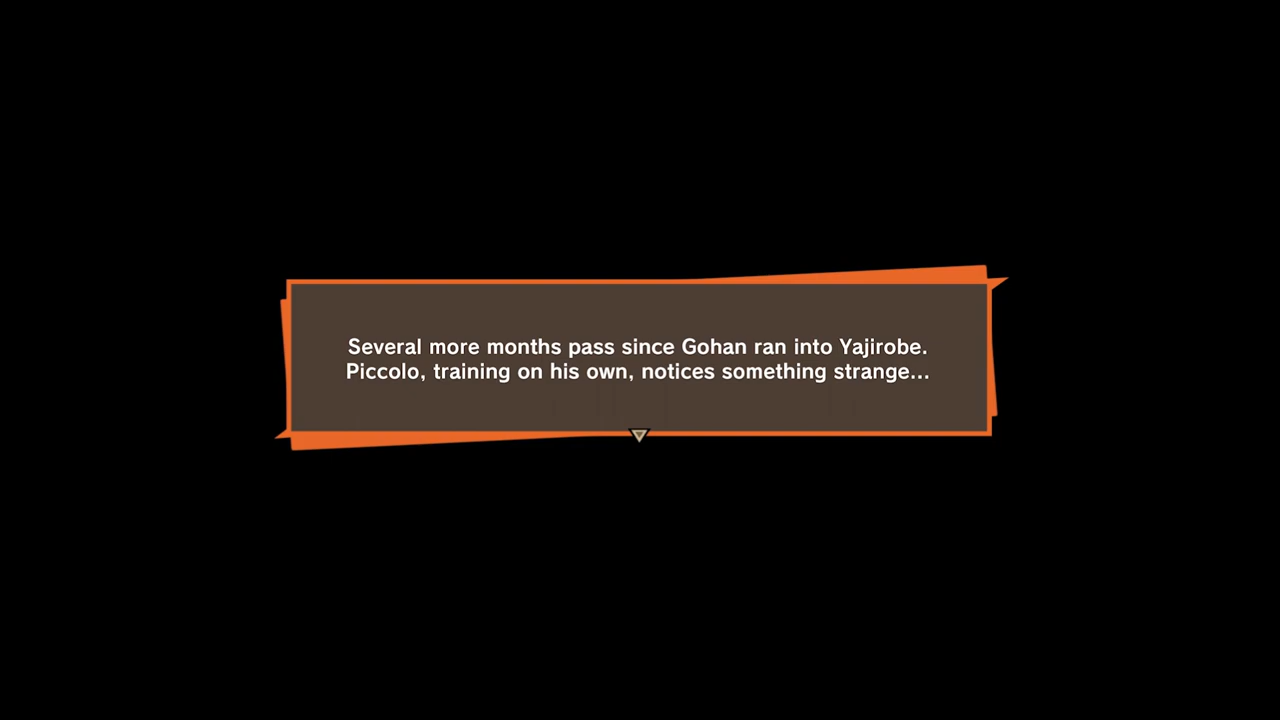 Several more months pass since Gohan ran into Yajirobe.
Piccolo, training on his own, notices something strange...